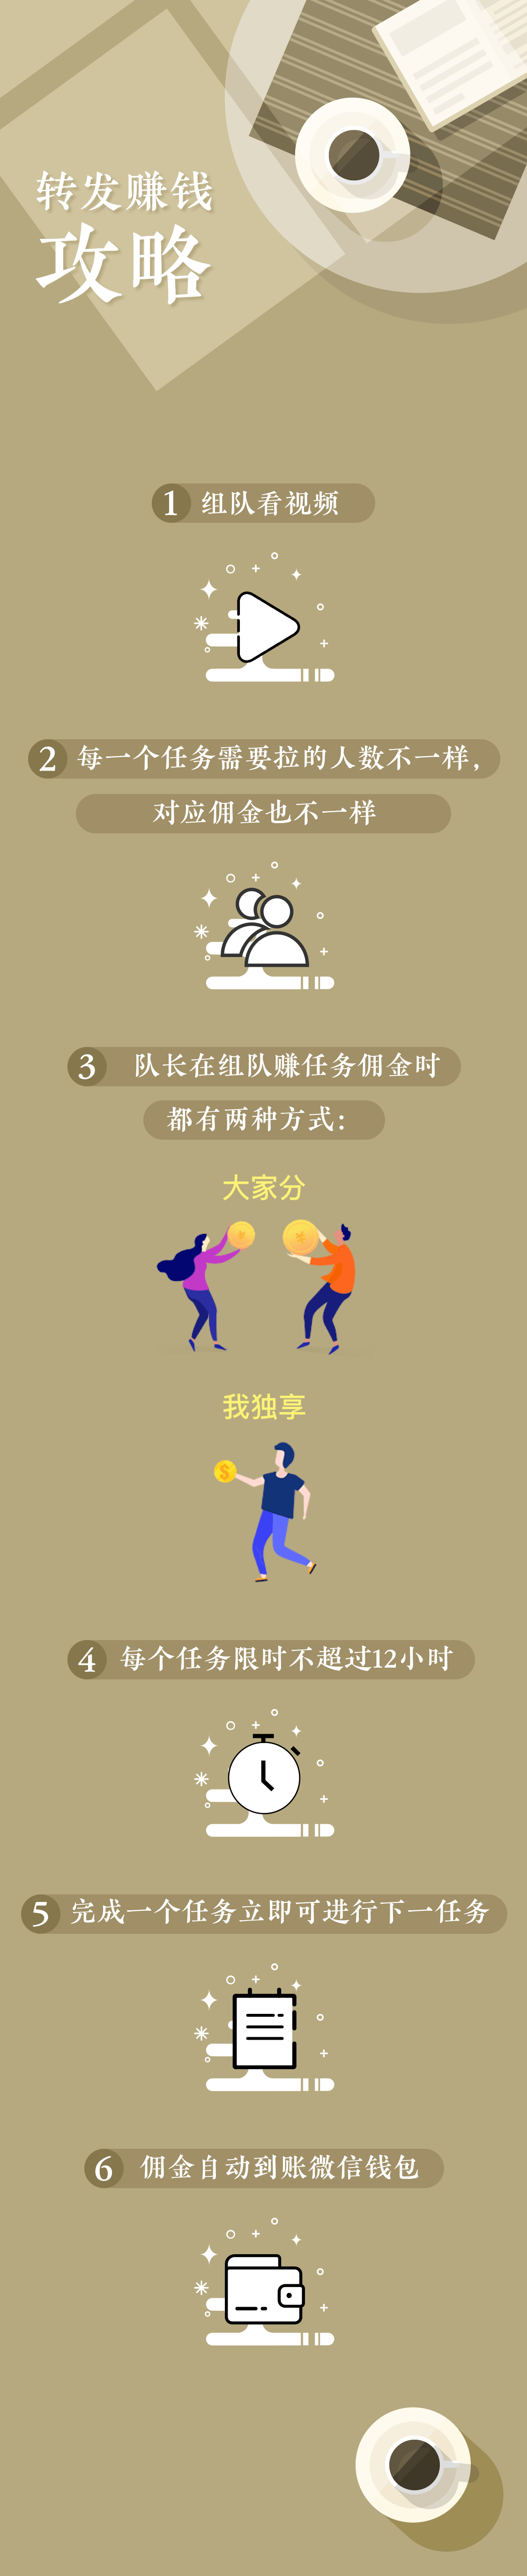 转发赚钱
攻略
1 组队看视频
2 每一个任务需要拉的人数不一样,
对应佣金也不一样
3 队长在组队赚任务佣金时
都有两种方式：
大家分
我独享
4 每个任务限时不超过12小时
5 完成一个任务立即可进行下一任务
6 佣金自动到账微信钱包